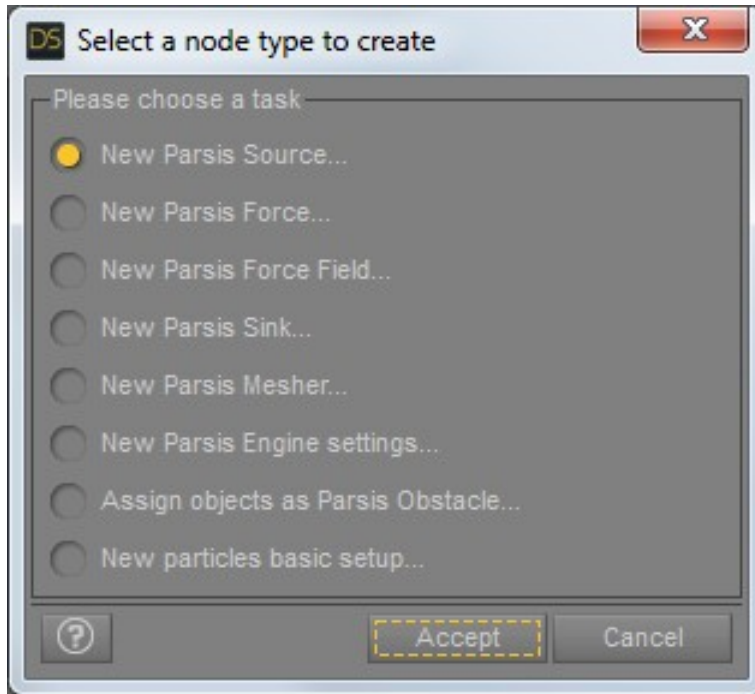 DS Select a node type to create
Please choose a task
New Parsis Source...
New Parsis Force...
New Parsis Force Field...
New Parsis Sink...
New Parsis Mesher...
New Parsis Engine settings...
Assign objects as Parsis Obstacle...
New particles basic setup...
? Accept Cancel